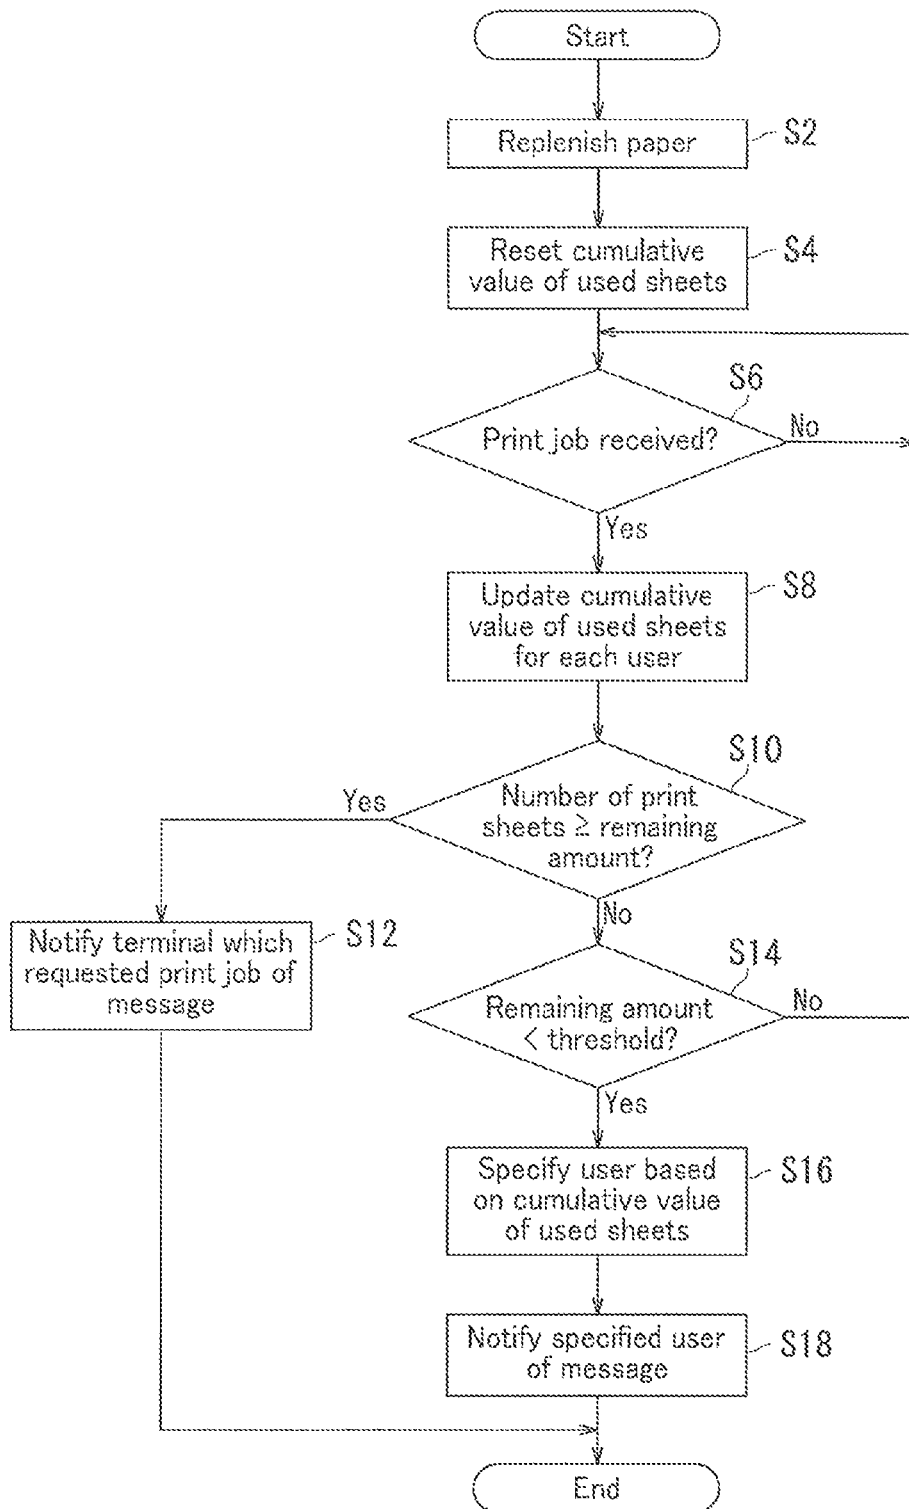 Start
Replenish paper
S2
Reset cumulative
value of used sheets
S4
S6
Print job received?
No
Yes
Update cumulative
value of used sheets
for each user
S8
S10
Yes
Number of print
sheets ≥ remaining
amount?
No
Notify terminal which
requested print job of
message
S12
S14
Remaining amount
< threshold?
No
Yes
Specify user based
on cumulative value
of used sheets
S16
Notify specified user
of message
S18
End